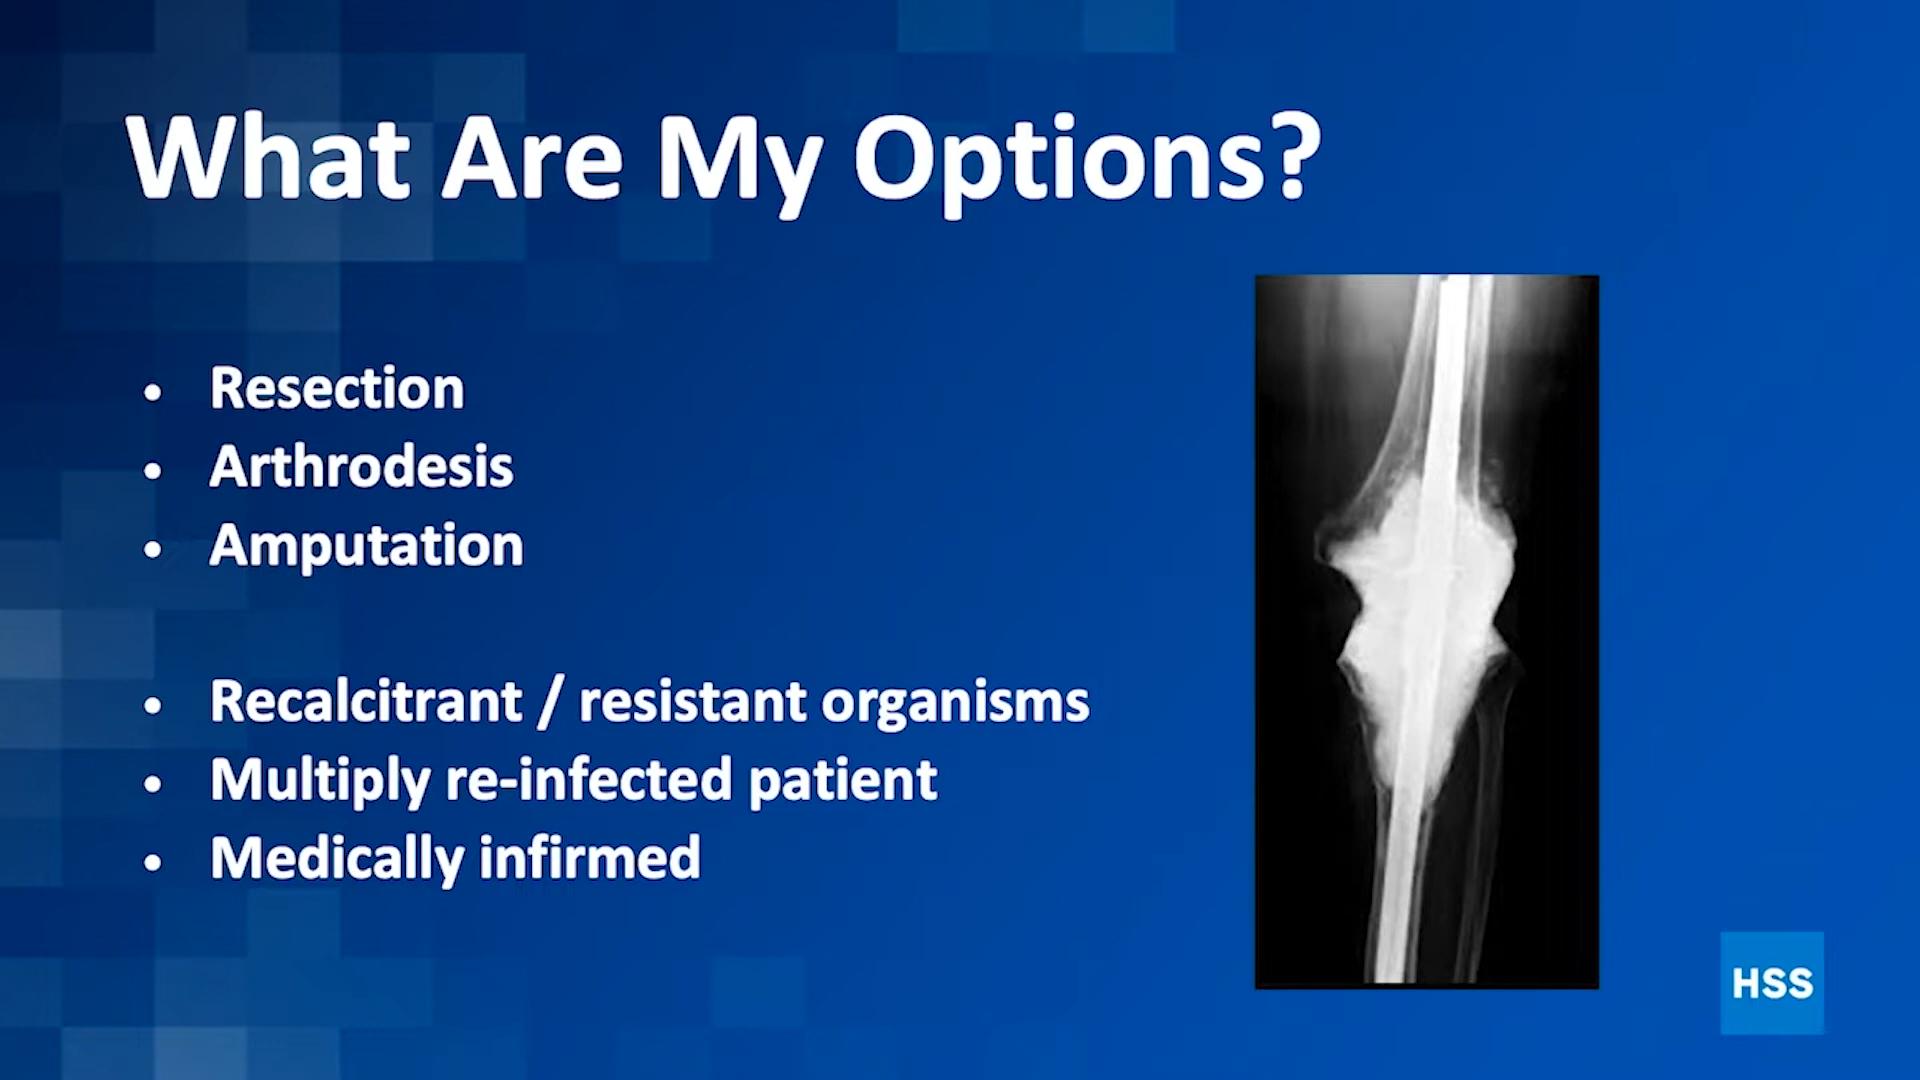 What Are My Options?
• Resection
• Arthrodesis
• Amputation
• Recalcitrant / resistant organisms
• Multiply re-infected patient
• Medically infirmed
HSS